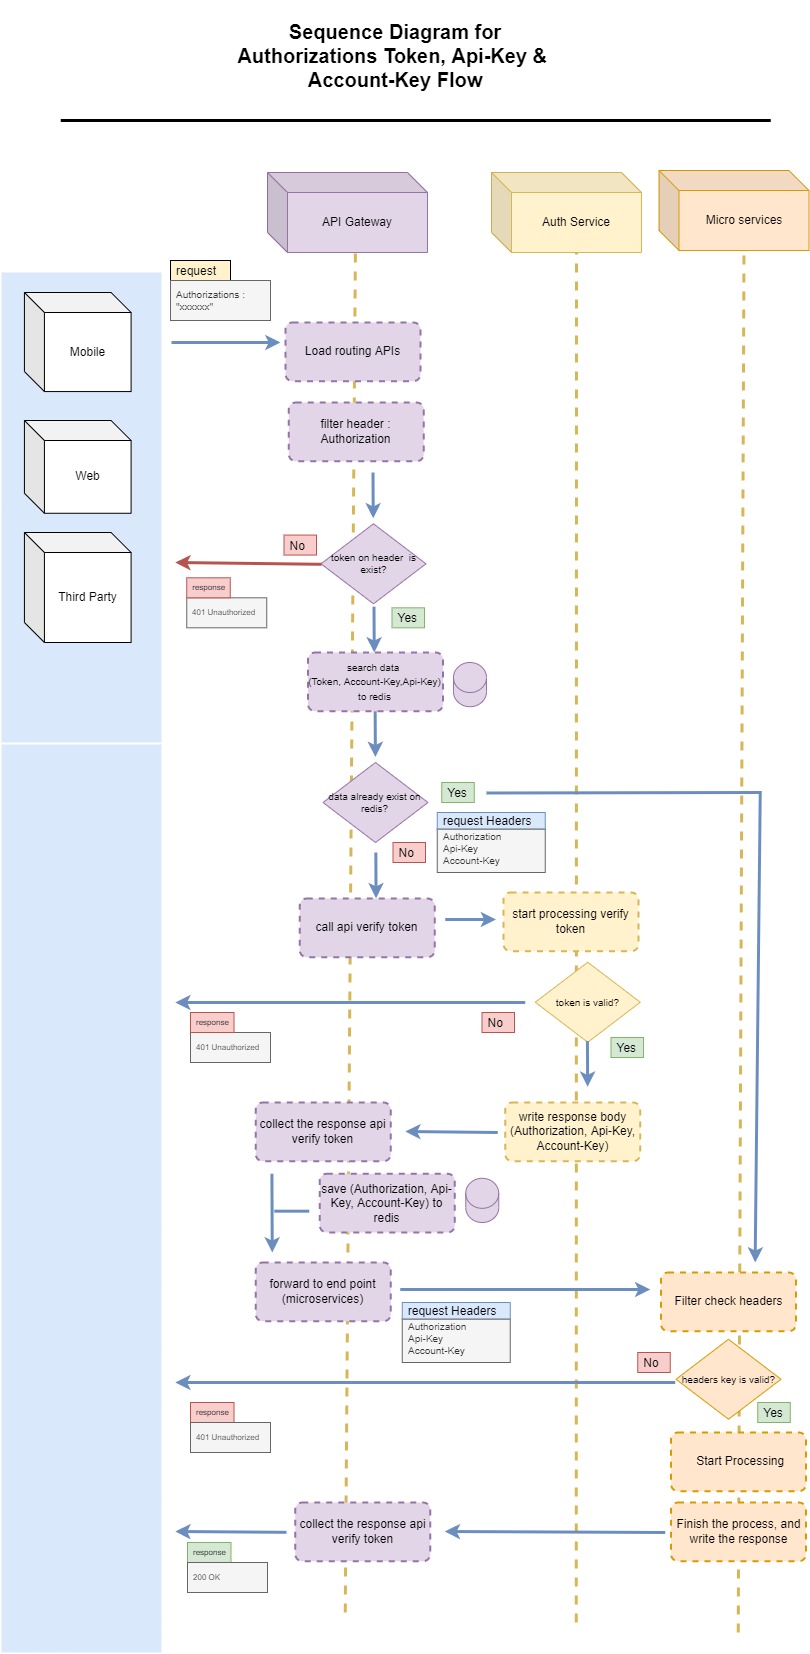 Sequence Diagram for
Authorizations Token, Api-Key &
Account-Key Flow
API Gateway
Auth Service
Micro services
request
Authorizations :
"xxxxxx"
Mobile
Load routing APIs
filter header :
Authorization
Web
No
token on header is
exist?
response
401 Unauthorized
Third Party
Yes
search data
(Token, Account-Key,Api-Key)
to redis
data already exist on
redis?
Yes
request Headers
Authorization
Api-Key
Account-Key
No
call api verify token
start processing verify
token
token is valid?
No
response
401 Unauthorized
Yes
collect the response api
verify token
write response body
(Authorization, Api-Key,
Account-Key)
save (Authorization, Api-
Key, Account-Key) to
redis
forward to end point
(microservices)
request Headers
Authorization
Api-Key
Account-Key
Filter check headers
No
headers key is valid?
response
401 Unauthorized
Yes
Start Processing
collect the response api
verify token
Finish the process, and
write the response
response
200 OK